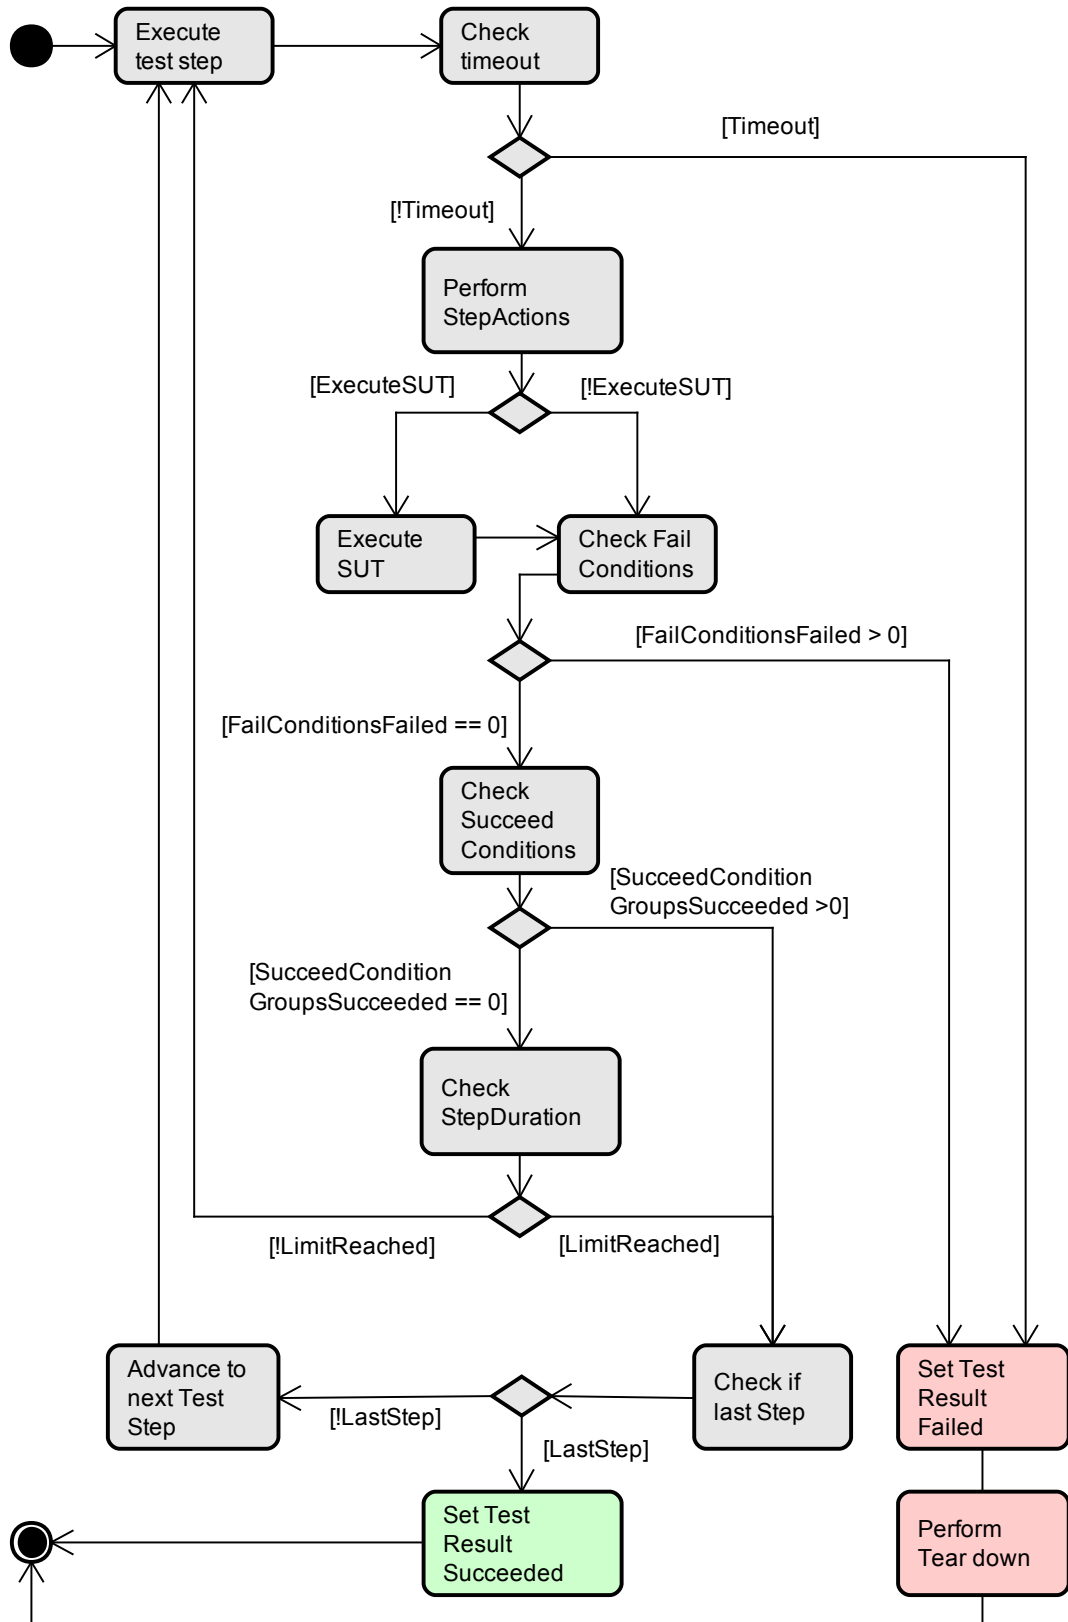 Execute
test step
Check
timeout
[Timeout]
[!Timeout]
Perform
StepActions
[ExecuteSUT]
[!ExecuteSUT]
Execute
SUT
Check Fail
Conditions
[FailConditionsFailed > 0]
[FailConditionsFailed == 0]
Check
Succeed
Conditions
[SucceedCondition
GroupsSucceeded >0]
[SucceedCondition
GroupsSucceeded == 0]
Check
StepDuration
[!LimitReached]
[LimitReached]
Advance to
next Test
Step
[!LastStep]
Check if
last Step
Set Test
Result
Failed
[LastStep]
Set Test
Result
Succeeded
Perform
Tear down